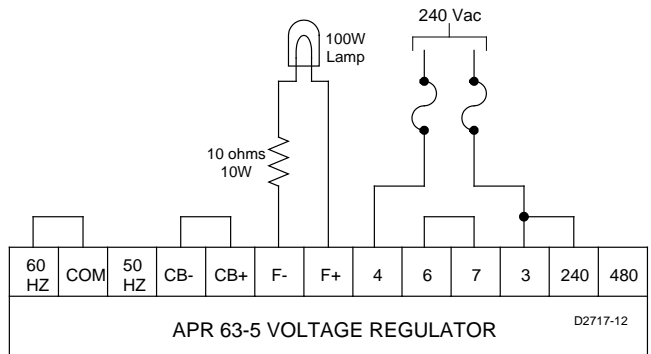 240 Vac
100W
Lamp
10 ohms
10W
60
HZ
COM
50
HZ
CB-
CB+
F-
F+
4
6
7
3
240
480
APR 63-5 VOLTAGE REGULATOR
D2717-12